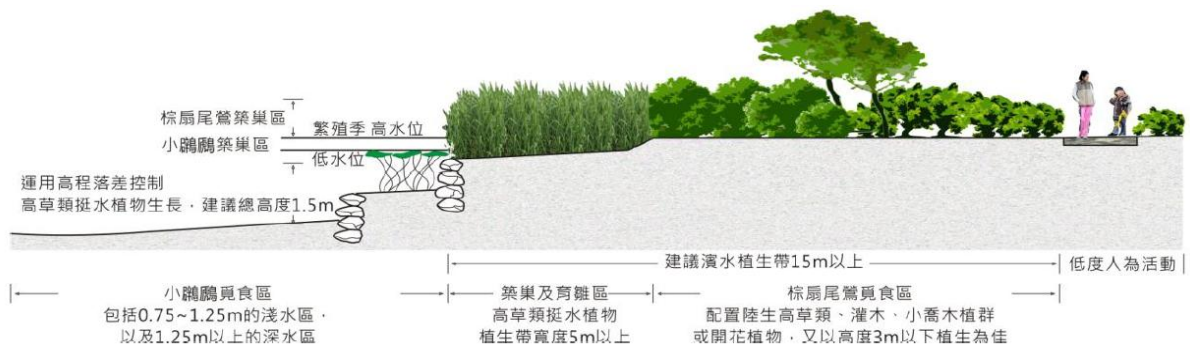 棕扇尾鶯築巢區
繁殖季 高水位
小鸊鷉築巢區
低水位
運用高程落差控制
高草類挺水植物生長，建議總高度1.5m
建議濱水植生帶15m以上
低度人為活動
小鸊鷉覓食區
包括0.75~1.25m的淺水區，
以及1.25m以上的深水區
築巢及育雛區
高草類挺水植物
植生帶寬度5m以上
棕扇尾鶯覓食區
配置陸生高草類、灌木、小喬木植群
或開花植物，又以高度3m以下植生為佳